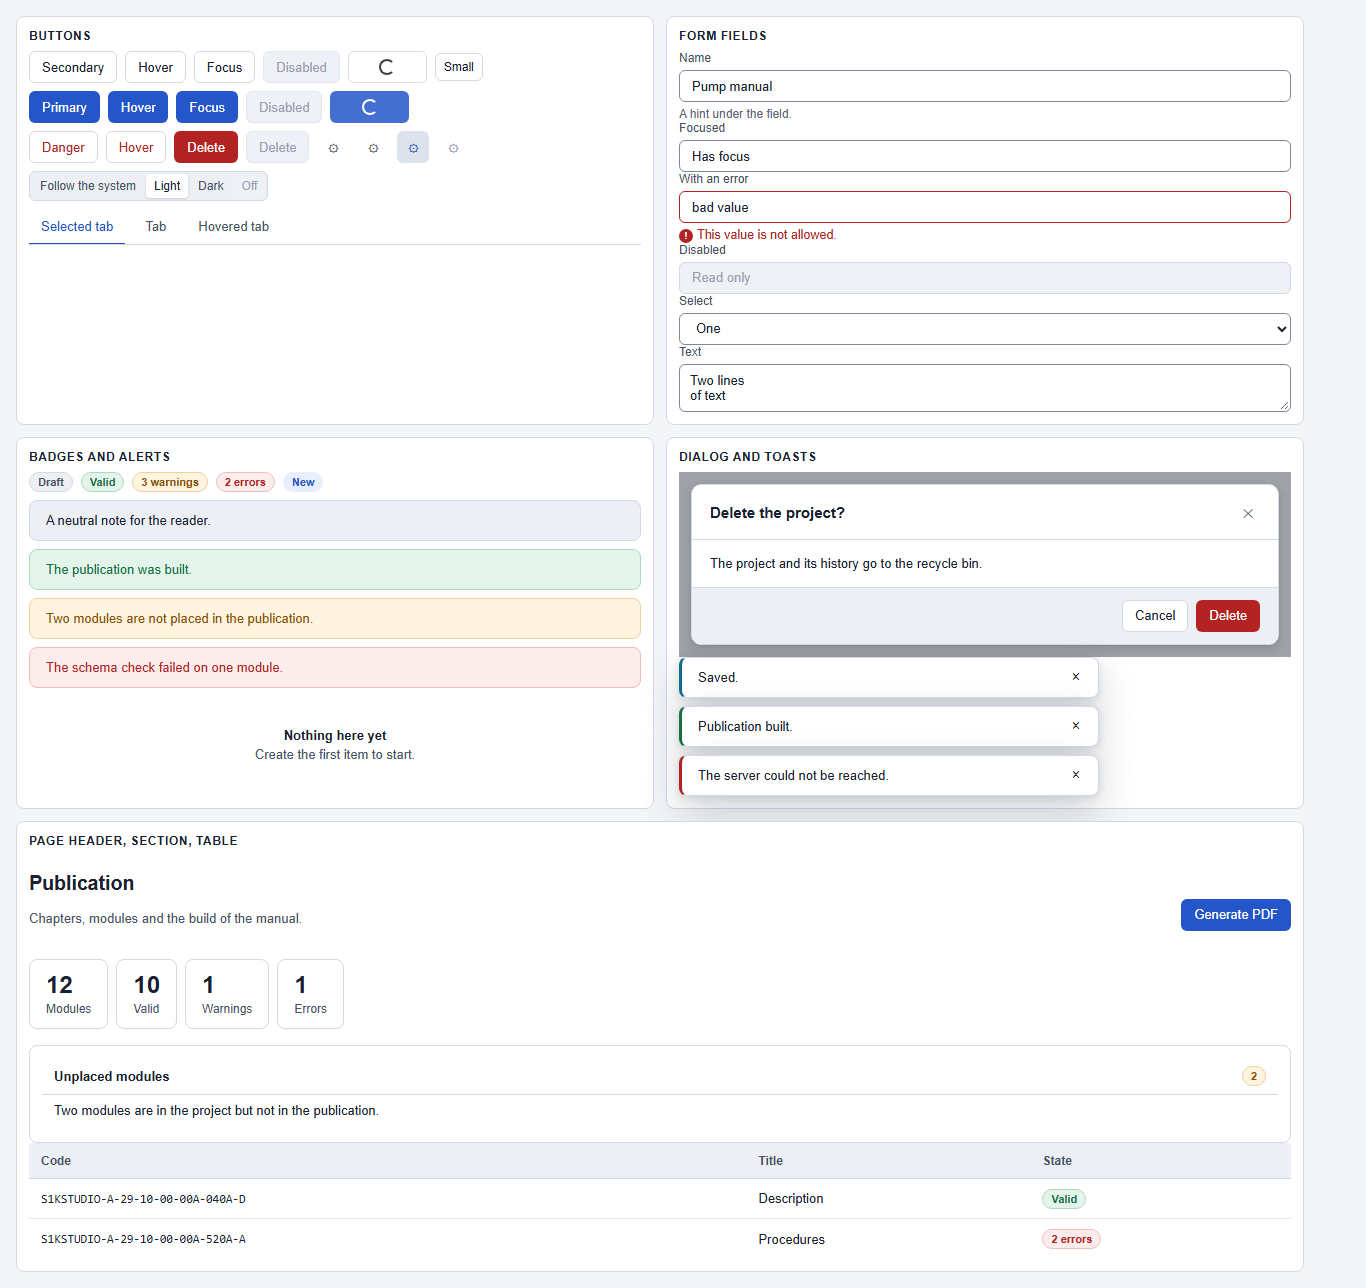 BUTTONS
Secondary Hover Focus Disabled Small
Primary Hover Focus Disabled
Danger Hover Delete Delete
Follow the system Light Dark Off
Selected tab Tab Hovered tab
FORM FIELDS
Name
Pump manual
A hint under the field.
Focused
Has focus
With an error
bad value
! This value is not allowed.
Disabled
Read only
Select
One
Text
Two lines
of text
BADGES AND ALERTS
Draft Valid 3 warnings 2 errors New
A neutral note for the reader.
The publication was built.
Two modules are not placed in the publication.
The schema check failed on one module.
Nothing here yet
Create the first item to start.
DIALOG AND TOASTS
Delete the project?
The project and its history go to the recycle bin.
Cancel Delete
Saved.
Publication built.
The server could not be reached.
PAGE HEADER, SECTION, TABLE
Publication
Chapters, modules and the build of the manual.
Generate PDF
12 10 1 1
Modules Valid Warnings Errors
Unplaced modules 2
Two modules are in the project but not in the publication.
Code Title State
S1KSTUDIO-A-29-10-00-00A-040A-D Description Valid
S1KSTUDIO-A-29-10-00-00A-520A-A Procedures 2 errors